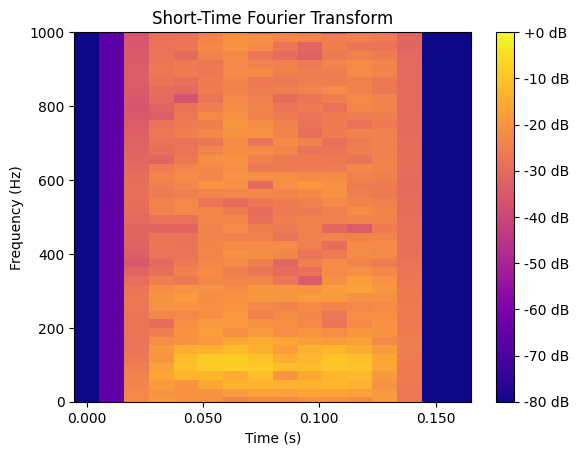 Short-Time Fourier Transform
1000
800
600
400
200
0
Frequency (Hz)
0.000
0.050
0.100
0.150
Time (s)
+0 dB
-10 dB
-20 dB
-30 dB
-40 dB
-50 dB
-60 dB
-70 dB
-80 dB